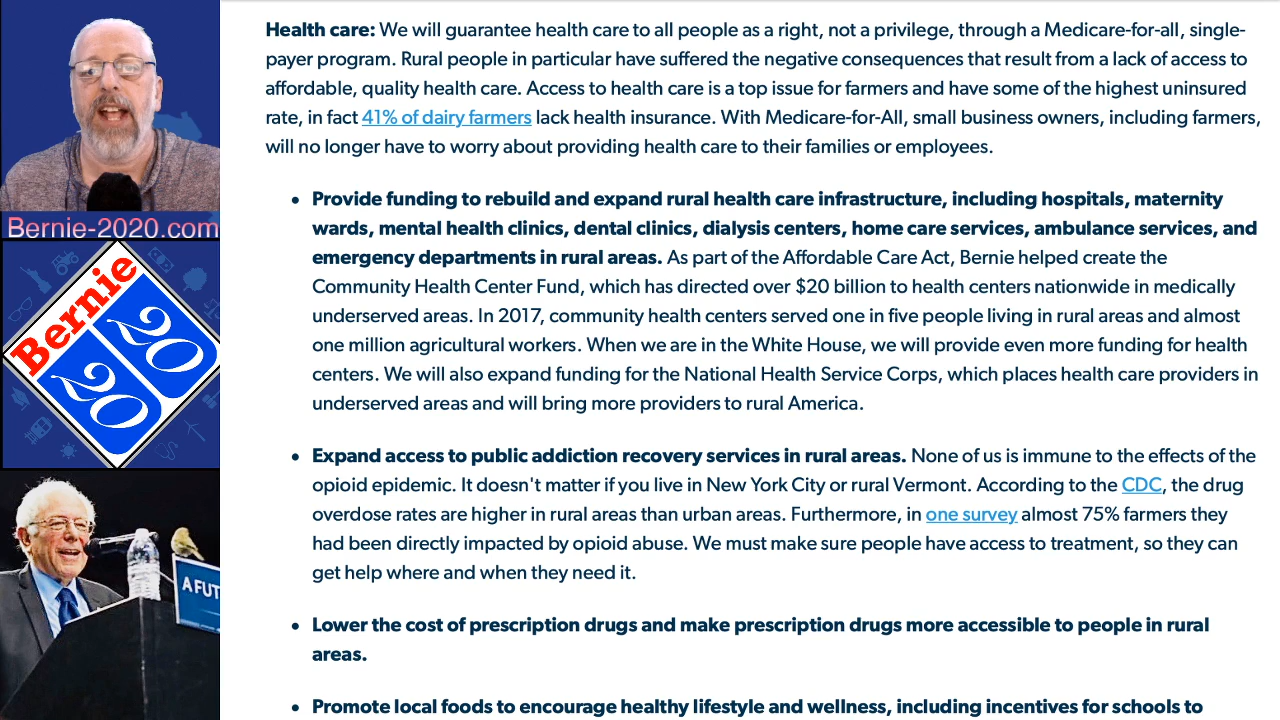 Health care: We will guarantee health care to all people as a right, not a privilege, through a Medicare-for-all, single-
payer program. Rural people in particular have suffered the negative consequences that result from a lack of access to
affordable, quality health care. Access to health care is a top issue for farmers and have some of the highest uninsured
rate, in fact 41% of dairy farmers lack health insurance. With Medicare-for-All, small business owners, including farmers,
will no longer have to worry about providing health care to their families or employees.
• Provide funding to rebuild and expand rural health care infrastructure, including hospitals, maternity
wards, mental health clinics, dental clinics, dialysis centers, home care services, ambulance services, and
emergency departments in rural areas. As part of the Affordable Care Act, Bernie helped create the
Community Health Center Fund, which has directed over $20 billion to health centers nationwide in medically
underserved areas. In 2017, community health centers served one in five people living in rural areas and almost
one million agricultural workers. When we are in the White House, we will provide even more funding for health
centers. We will also expand funding for the National Health Service Corps, which places health care providers in
underserved areas and will bring more providers to rural America.
• Expand access to public addiction recovery services in rural areas. None of us is immune to the effects of the
opioid epidemic. It doesn't matter if you live in New York City or rural Vermont. According to the CDC, the drug
overdose rates are higher in rural areas than urban areas. Furthermore, in one survey almost 75% farmers they
had been directly impacted by opioid abuse. We must make sure people have access to treatment, so they can
get help where and when they need it.
• Lower the cost of prescription drugs and make prescription drugs more accessible to people in rural
areas.
• Promote local foods to encourage healthy lifestyle and wellness, including incentives for schools to
Bernie-2020.com
Bernie
20
20
A FUT